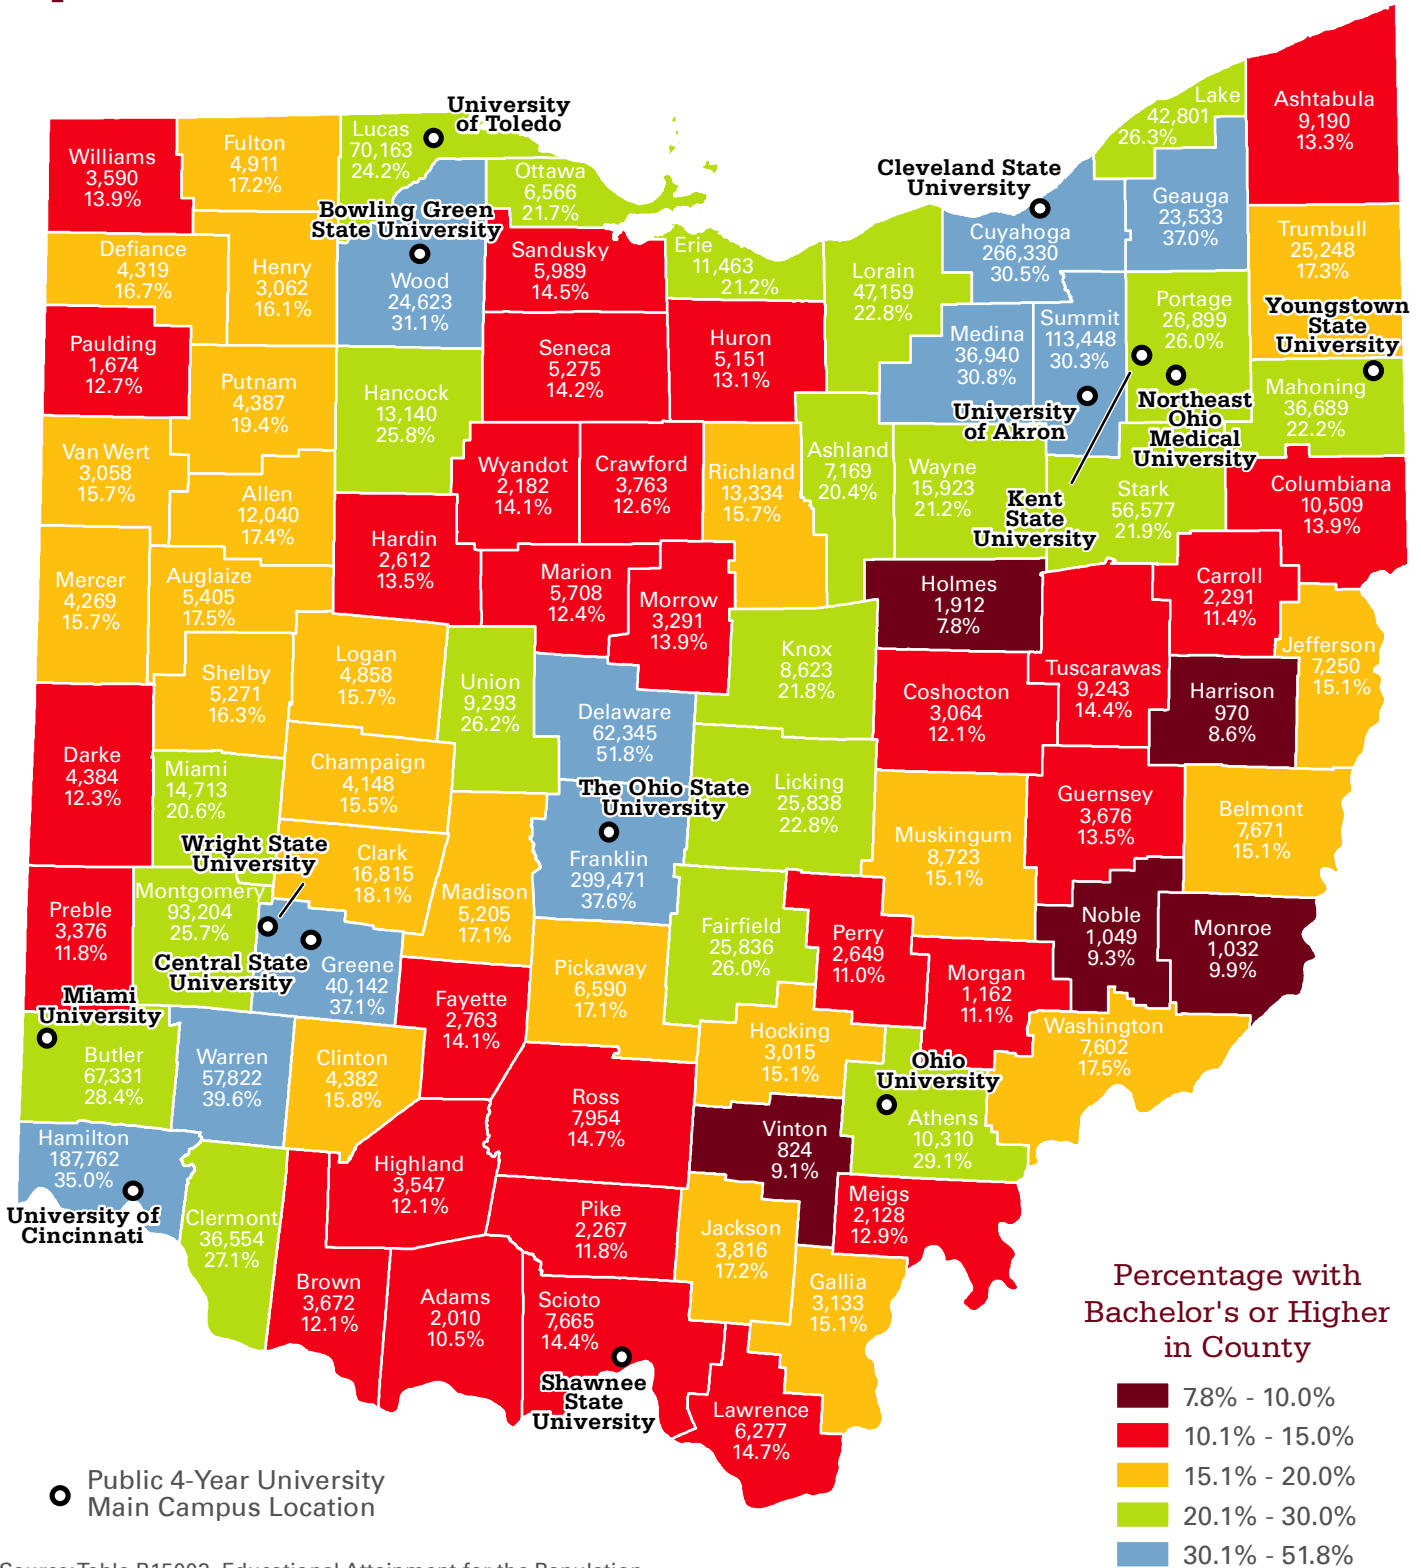 University
of Toledo
Lake
42,801
26.3%
Ashtabula
9,190
13.3%
Williams
3,590
13.9%
Fulton
4,911
17.2%
Lucas
70,163
24.2%
Ottawa
6,566
21.7%
Cleveland State
University
Geauga
23,533
37.0%
Bowling Green
State University
Defiance
4,319
16.7%
Henry
3,062
16.1%
Wood
24,623
31.1%
Sandusky
5,989
14.5%
Erie
11,463
21.2%
Lorain
47,159
22.8%
Cuyahoga
266,330
30.5%
Trumbull
25,248
17.3%
Youngstown
State
University
Paulding
1,674
12.7%
Putnam
4,387
19.4%
Hancock
13,140
25.8%
Seneca
5,275
14.2%
Huron
5,151
13.1%
Medina
36,940
30.8%
Summit
113,448
30.3%
Portage
26,899
26.0%
Mahoning
36,689
22.2%
University
of Akron
Northeast
Ohio
Medical
University
Van Wert
3,058
15.7%
Allen
12,040
17.4%
Wyandot
2,182
14.1%
Crawford
3,763
12.6%
Richland
13,334
15.7%
Ashland
7,169
20.4%
Wayne
15,923
21.2%
Kent
State
University
Stark
56,577
21.9%
Columbiana
10,509
13.9%
Hardin
2,612
13.5%
Mercer
4,269
15.7%
Auglaize
5,405
17.5%
Marion
5,708
12.4%
Morrow
3,291
13.9%
Holmes
1,912
7.8%
Carroll
2,291
11.4%
Jefferson
7,250
15.1%
Shelby
5,271
16.3%
Logan
4,858
15.7%
Union
9,293
26.2%
Knox
8,623
21.8%
Coshocton
3,064
12.1%
Tuscarawas
9,243
14.4%
Harrison
970
8.6%
Delaware
62,345
51.8%
Darke
4,384
12.3%
Miami
14,713
20.6%
Champaign
4,148
15.5%
The Ohio State
University
Licking
25,838
22.8%
Guernsey
3,676
13.5%
Belmont
7,671
15.1%
Muskingum
8,723
15.1%
Wright State
University
Clark
16,815
18.1%
Franklin
299,471
37.6%
Madison
5,205
17.1%
Preble
3,376
11.8%
Montgomery
93,204
25.7%
Central State
University
Greene
40,142
37.1%
Fairfield
25,836
26.0%
Perry
2,649
11.0%
Noble
1,049
9.3%
Monroe
1,032
9.9%
Pickaway
6,590
17.1%
Morgan
1,162
11.1%
Miami
University
Fayette
2,763
14.1%
Hocking
3,015
15.1%
Washington
7,602
17.5%
Butler
67,331
28.4%
Warren
57,822
39.6%
Clinton
4,382
15.8%
Ohio
University
Ross
7,954
14.7%
Athens
10,310
29.1%
Vinton
824
9.1%
Hamilton
187,762
35.0%
Highland
3,547
12.1%
University of
Cincinnati
Clermont
36,554
27.1%
Pike
2,267
11.8%
Jackson
3,816
17.2%
Meigs
2,128
12.9%
Brown
3,672
12.1%
Adams
2,010
10.5%
Scioto
7,665
14.4%
Gallia
3,133
15.1%
Shawnee
State
University
Lawrence
6,277
14.7%
Percentage with
Bachelor's or Higher
in County
7.8% - 10.0%
10.1% - 15.0%
15.1% - 20.0%
20.1% - 30.0%
30.1% - 51.8%
Public 4-Year University
Main Campus Location
Source: Table B15002. Educational Attainment for the Population